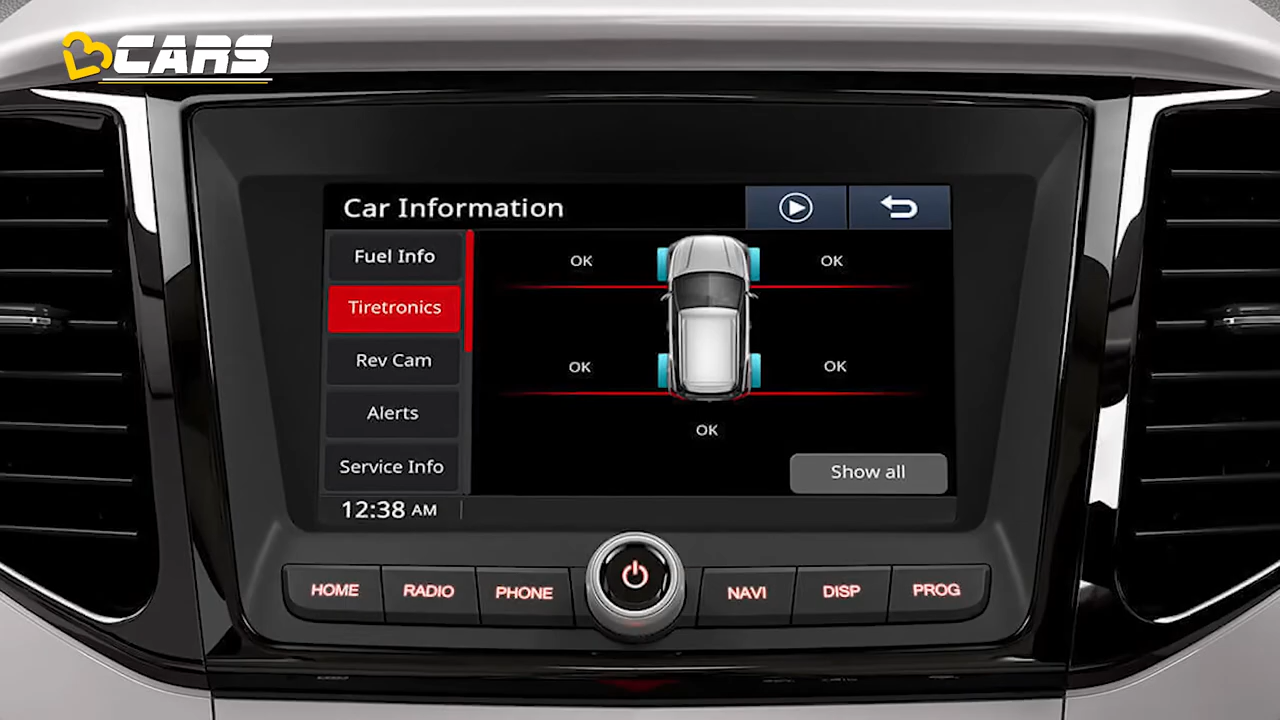 CARS
Car Information
Fuel Info
OK
OK
Tiretronics
Rev Cam
OK
OK
Alerts
OK
Service Info
Show all
12:38 AM
HOME
RADIO
PHONE
NAVI
DISP
PROG